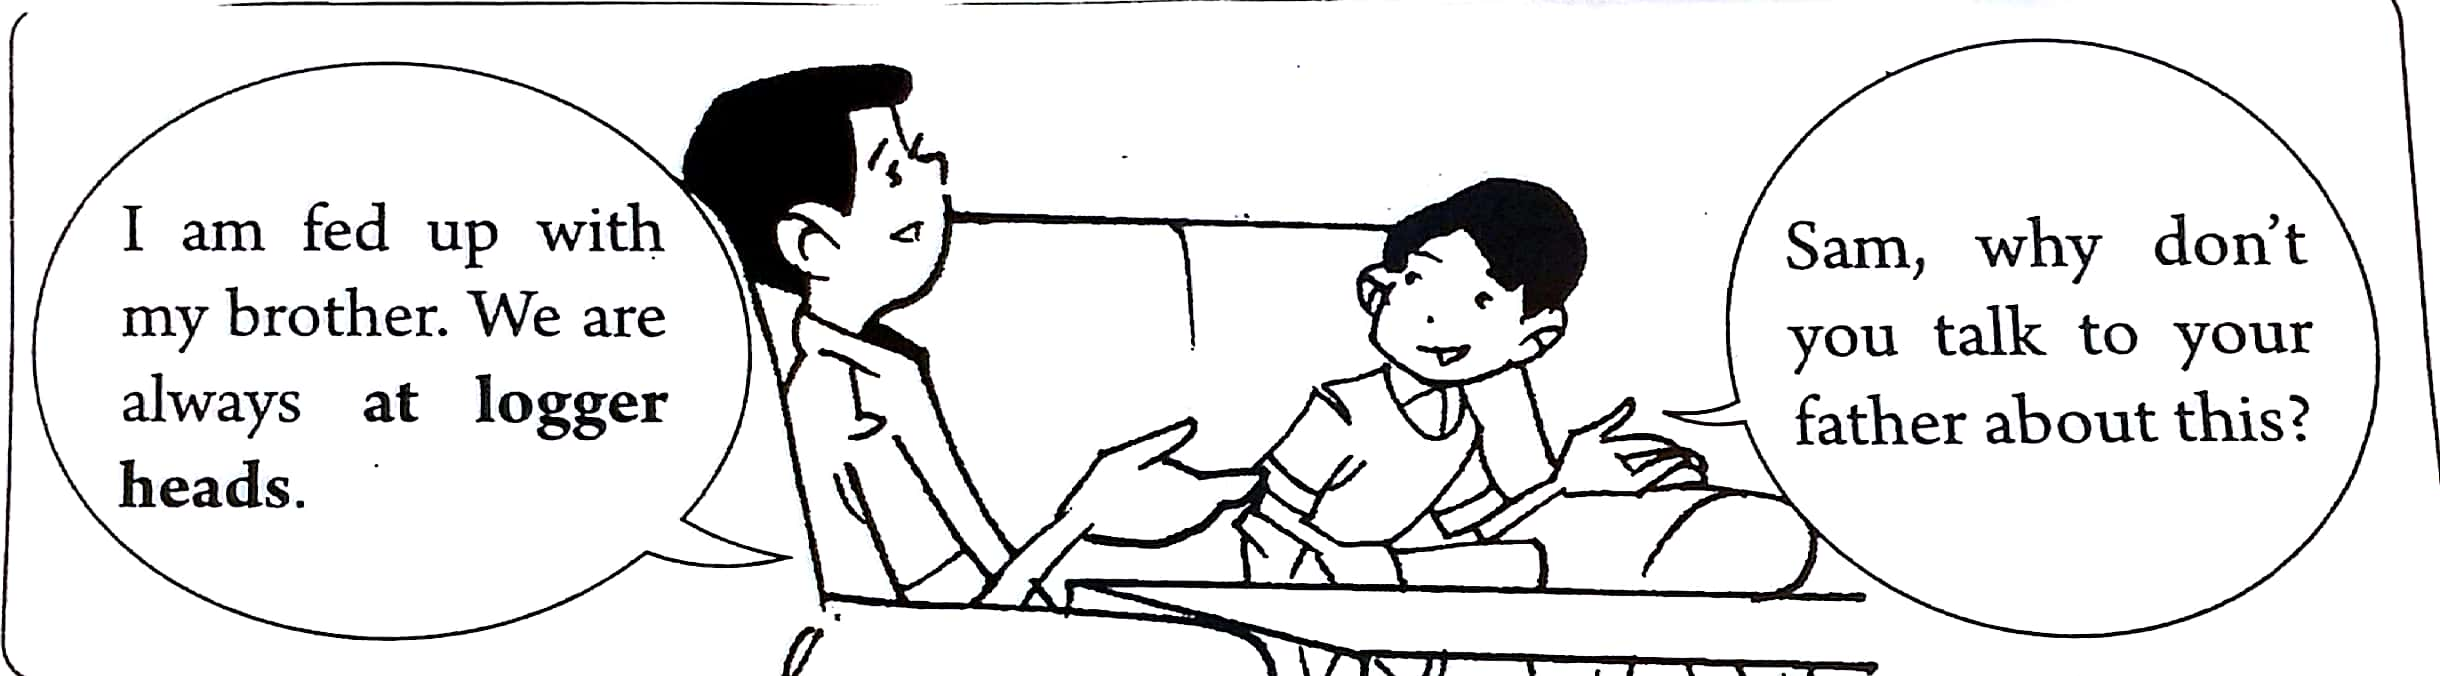 I am fed up with
my brother. We are
always at logger
heads.
Sam, why don't
you talk to your
father about this?